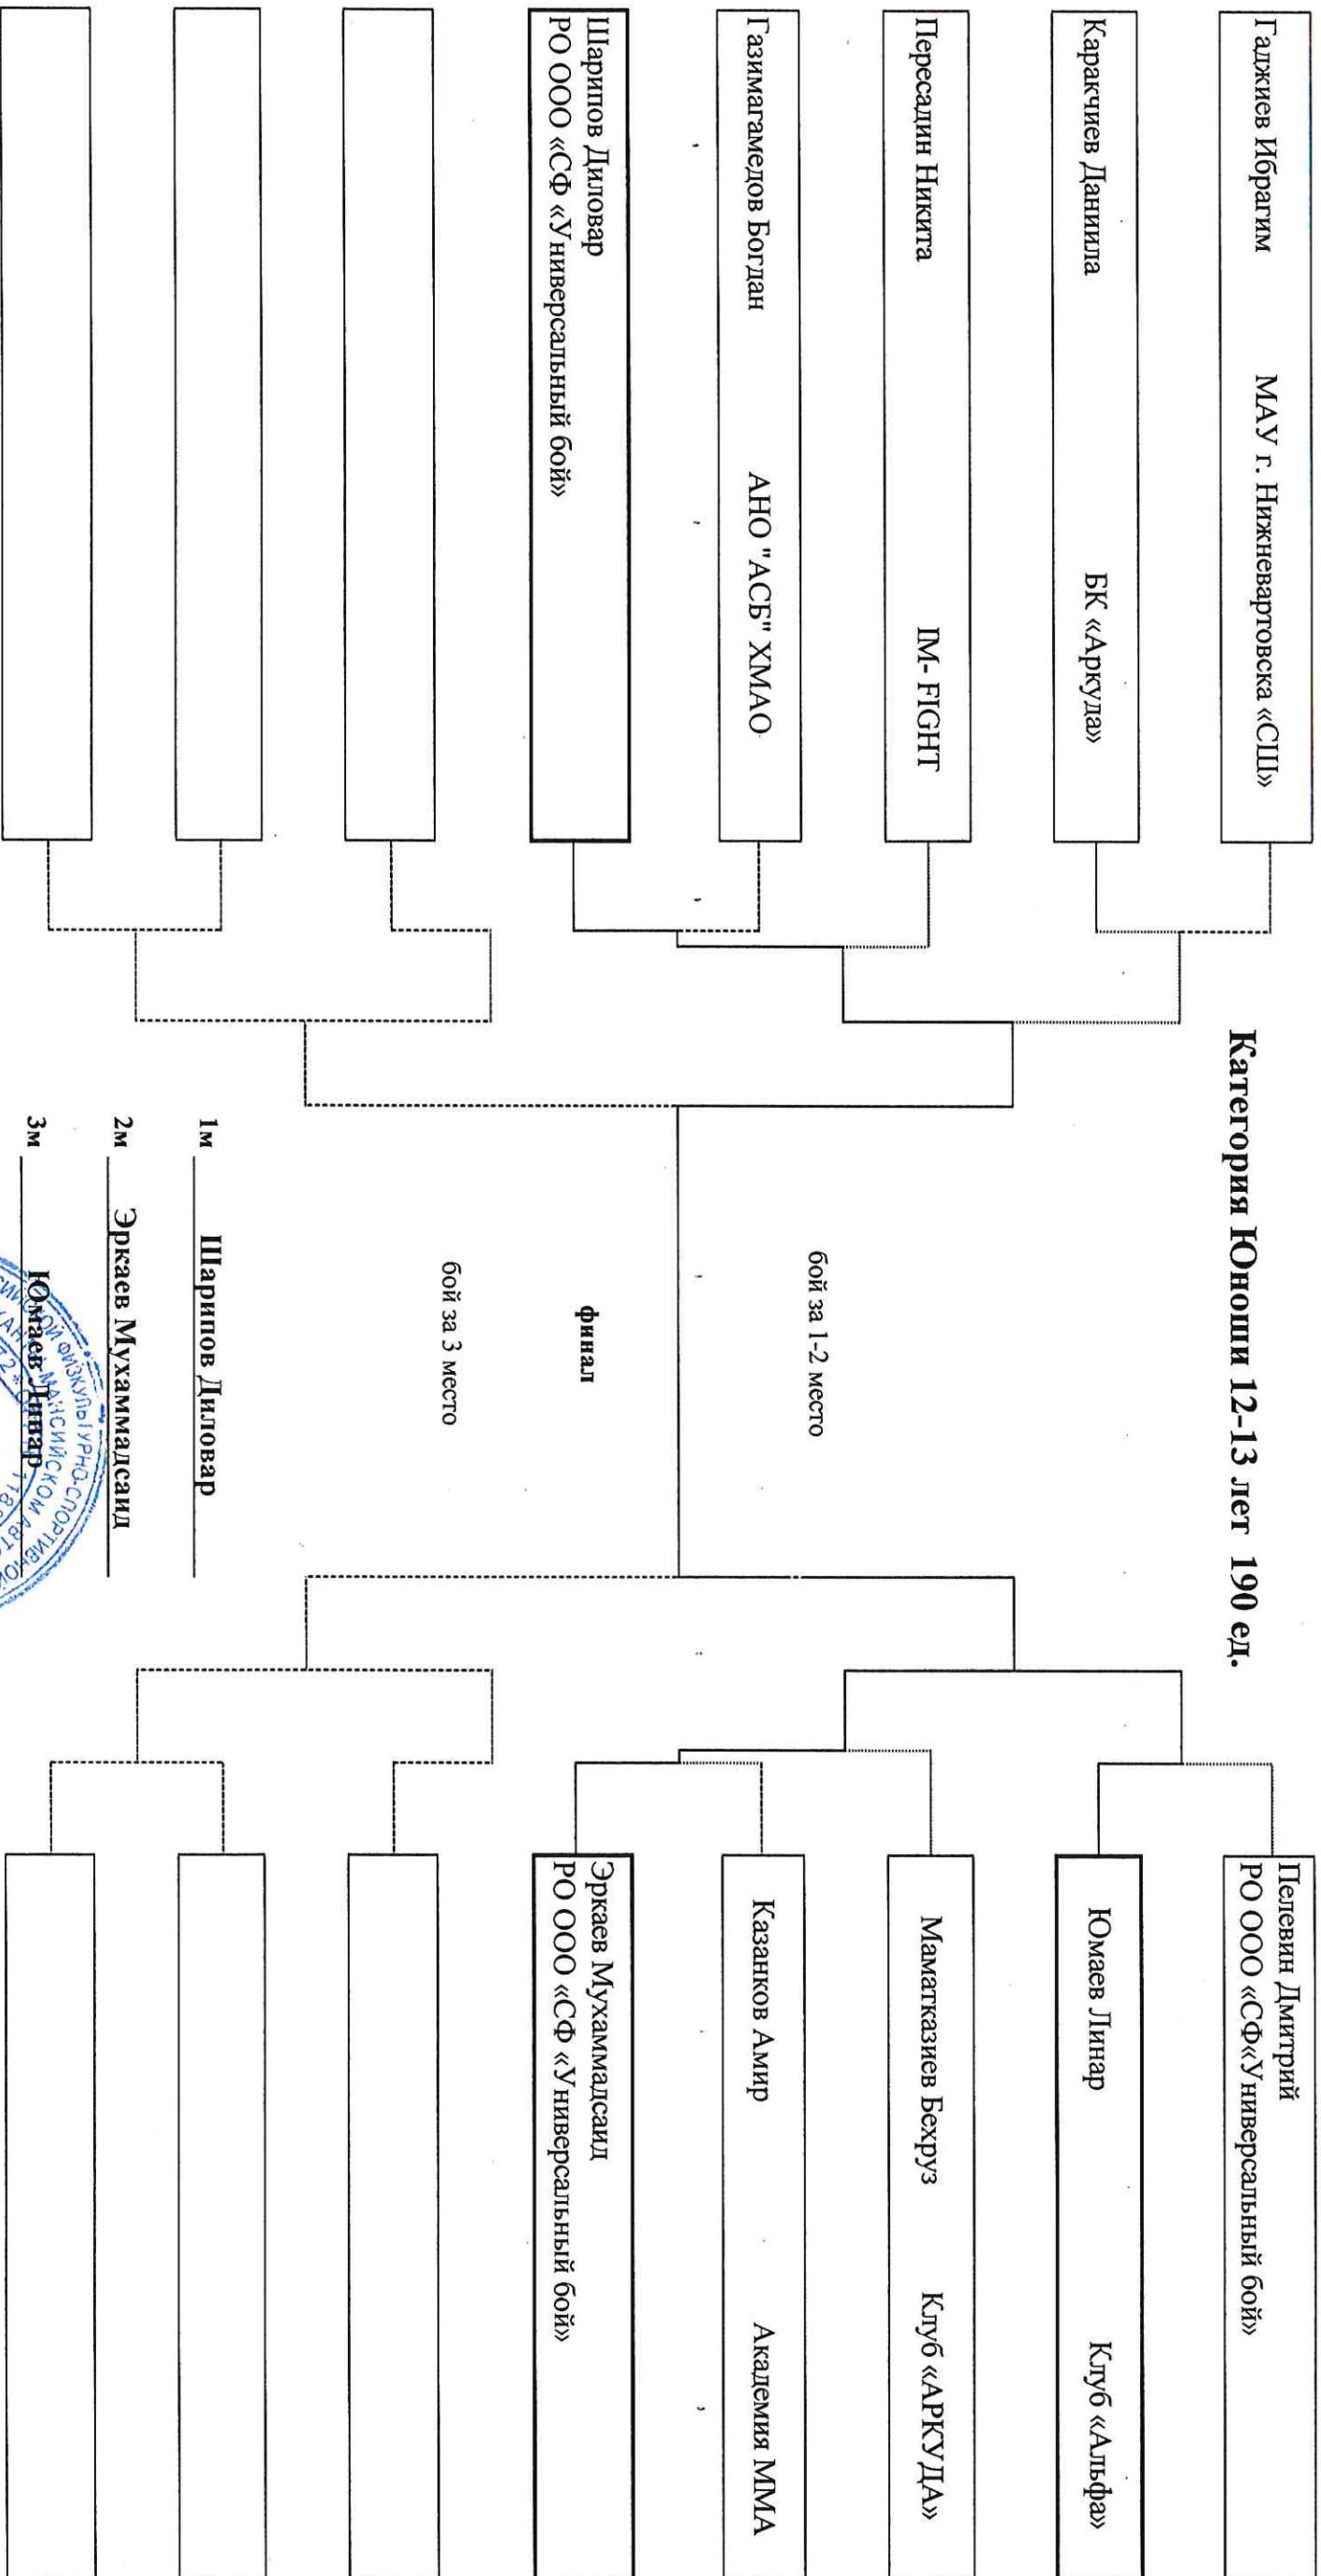 Категория Юноши 12-13 лет 190 ед.
Гаджиев Ибрагим МАУ г. Нижневартовска «СШ»
Каракчиев Даниила БК «Аркуда»
Пересадин Никита IM- FIGHT
Газимагамедов Богдан АНО "АСБ" ХМАО
Шарипов Диловар
РО ООО «СФ «Универсальный бой»
бой за 1-2 место
финал
бой за 3 место
1м Шарипов Диловар
2м Эркаев Мухаммадсаид
3м Юмаев Линар
Пелевин Дмитрий
РО ООО «СФ«Универсальный бой»
Юмаев Линар Клуб «Альфа»
Маматказиев Бехруз Клуб «АРКУДА»
Казанков Амир Академия ММА
Эркаев Мухаммадсаид
РО ООО «СФ «Универсальный бой»